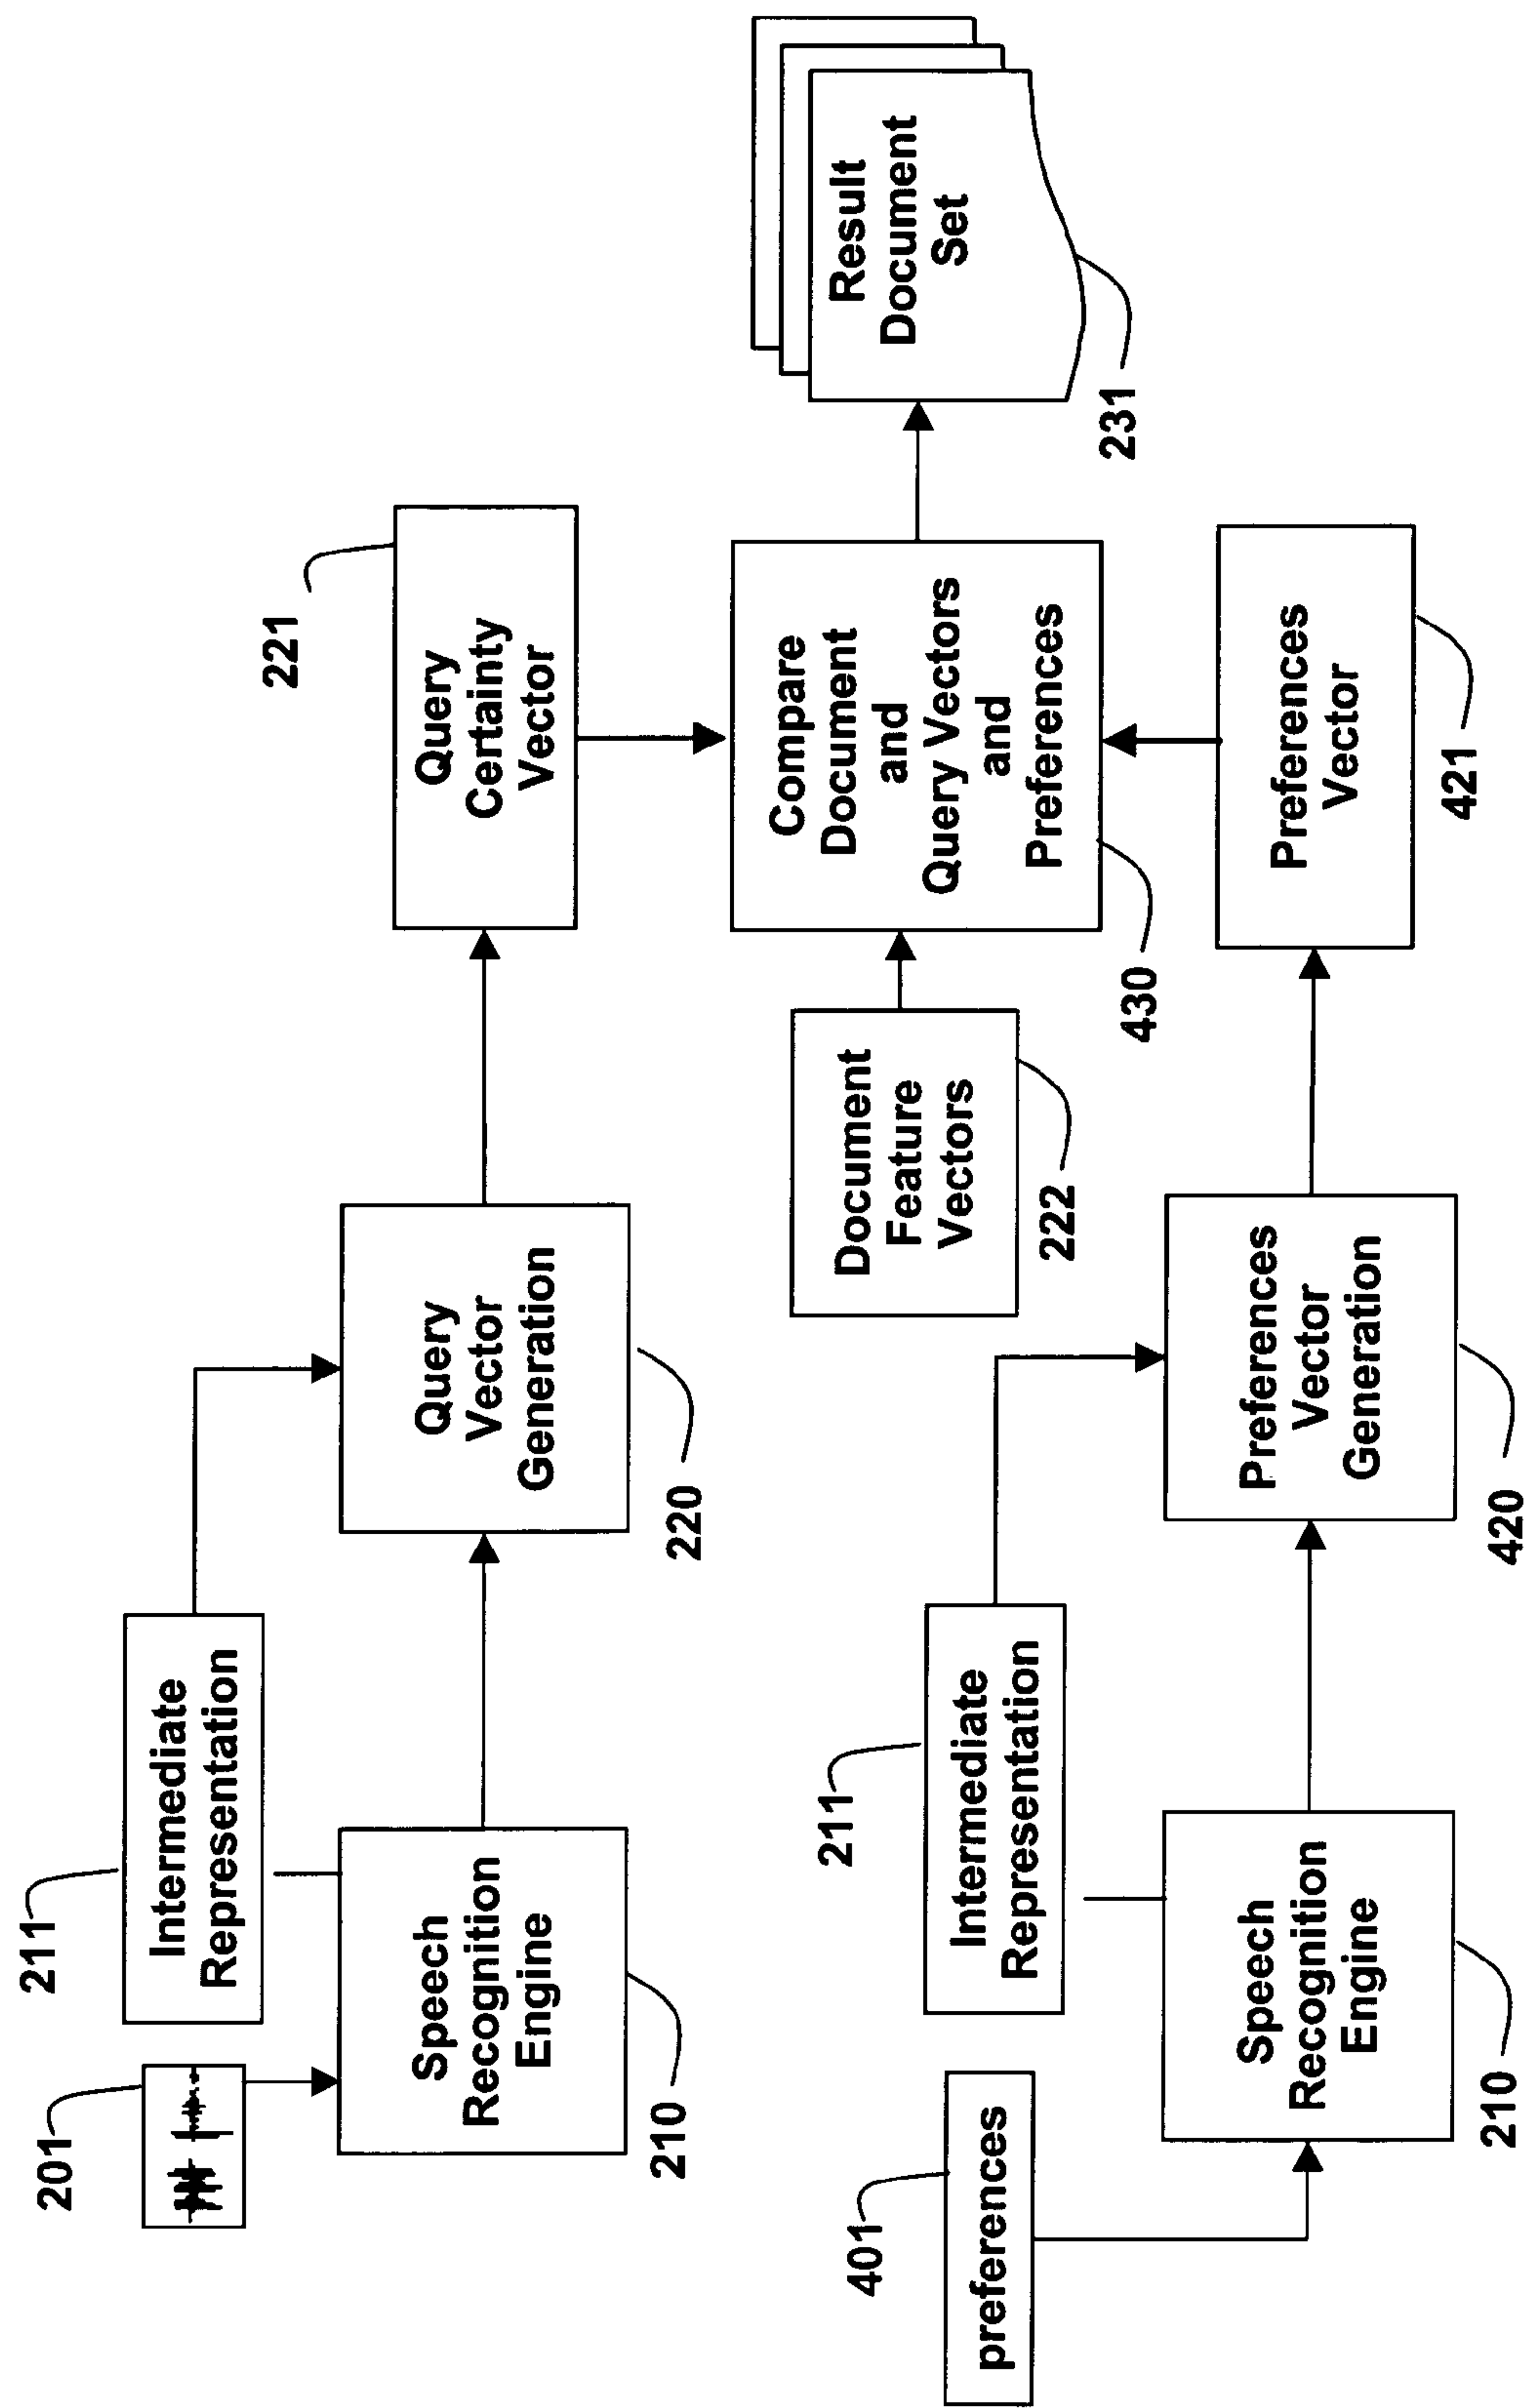 201
211
Intermediate
Representation
Speech
Recognition
Engine
210
Query
Vector
Generation
220
Query
Certainty
Vector
221
Document
Feature
Vectors
222
Compare
Document
and
Query Vectors
and
Preferences
430
Result
Document
Set
231
401
preferences
211
Intermediate
Representation
Speech
Recognition
Engine
210
Preferences
Vector
Generation
420
Preferences
Vector
421